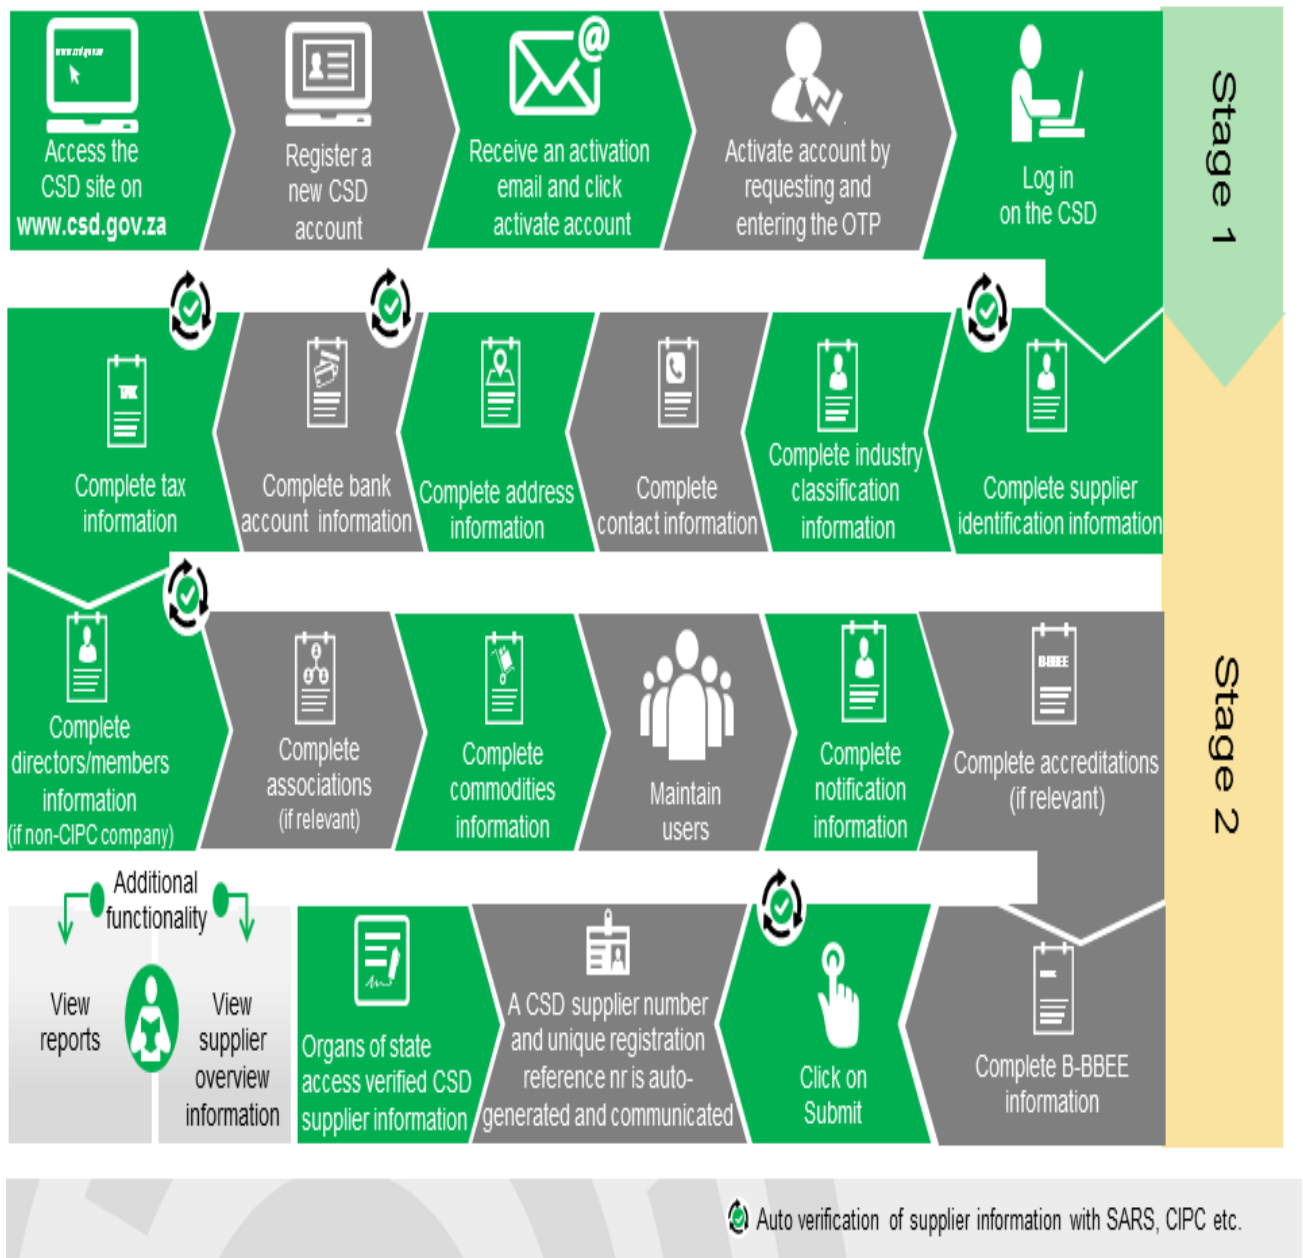 www.csd.gov.za
Access the
CSD site on
www.csd.gov.za
Register a
new CSD
account
@
Receive an activation
email and click
activate account
Activate account by
requesting and
entering the OTP
Log in
on the CSD
Stage 1
Complete supplier
identification information
Complete industry
classification
information
Complete
contact information
Complete address
information
Complete bank
account information
TAX
Complete tax
information
Complete
directors/members
information
(if non-CIPC company)
Complete
associations
(if relevant)
Complete
commodities
information
Maintain
users
Complete
notification
information
B-BBEE
Complete accreditations
(if relevant)
Stage 2
Complete B-BBEE
information
Click on
Submit
A CSD supplier number
and unique registration
reference nr is auto-
generated and communicated
Organs of state
access verified CSD
supplier information
Additional
functionality
View
reports
View
supplier
overview
information
Auto verification of supplier information with SARS, CIPC etc.